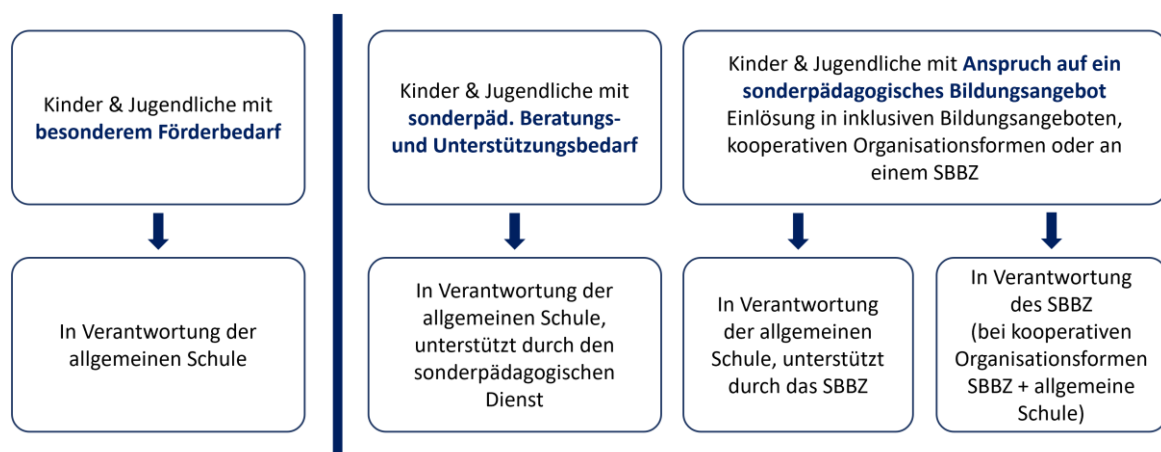 Kinder & Jugendliche mit
besonderem Förderbedarf
Kinder & Jugendliche mit
sonderpäd. Beratungs-
und Unterstützungsbedarf
Kinder & Jugendliche mit Anspruch auf ein
sonderpädagogisches Bildungsangebot
Einlösung in inklusiven Bildungsangeboten,
kooperativen Organisationsformen oder an
einem SBBZ
In Verantwortung der
allgemeinen Schule
In Verantwortung der
allgemeinen Schule,
unterstützt durch den
sonderpädagogischen
Dienst
In Verantwortung
der allgemeinen
Schule, unterstützt
durch das SBBZ
In Verantwortung
des SBBZ
(bei kooperativen
Organisationsformen
SBBZ + allgemeine
Schule)